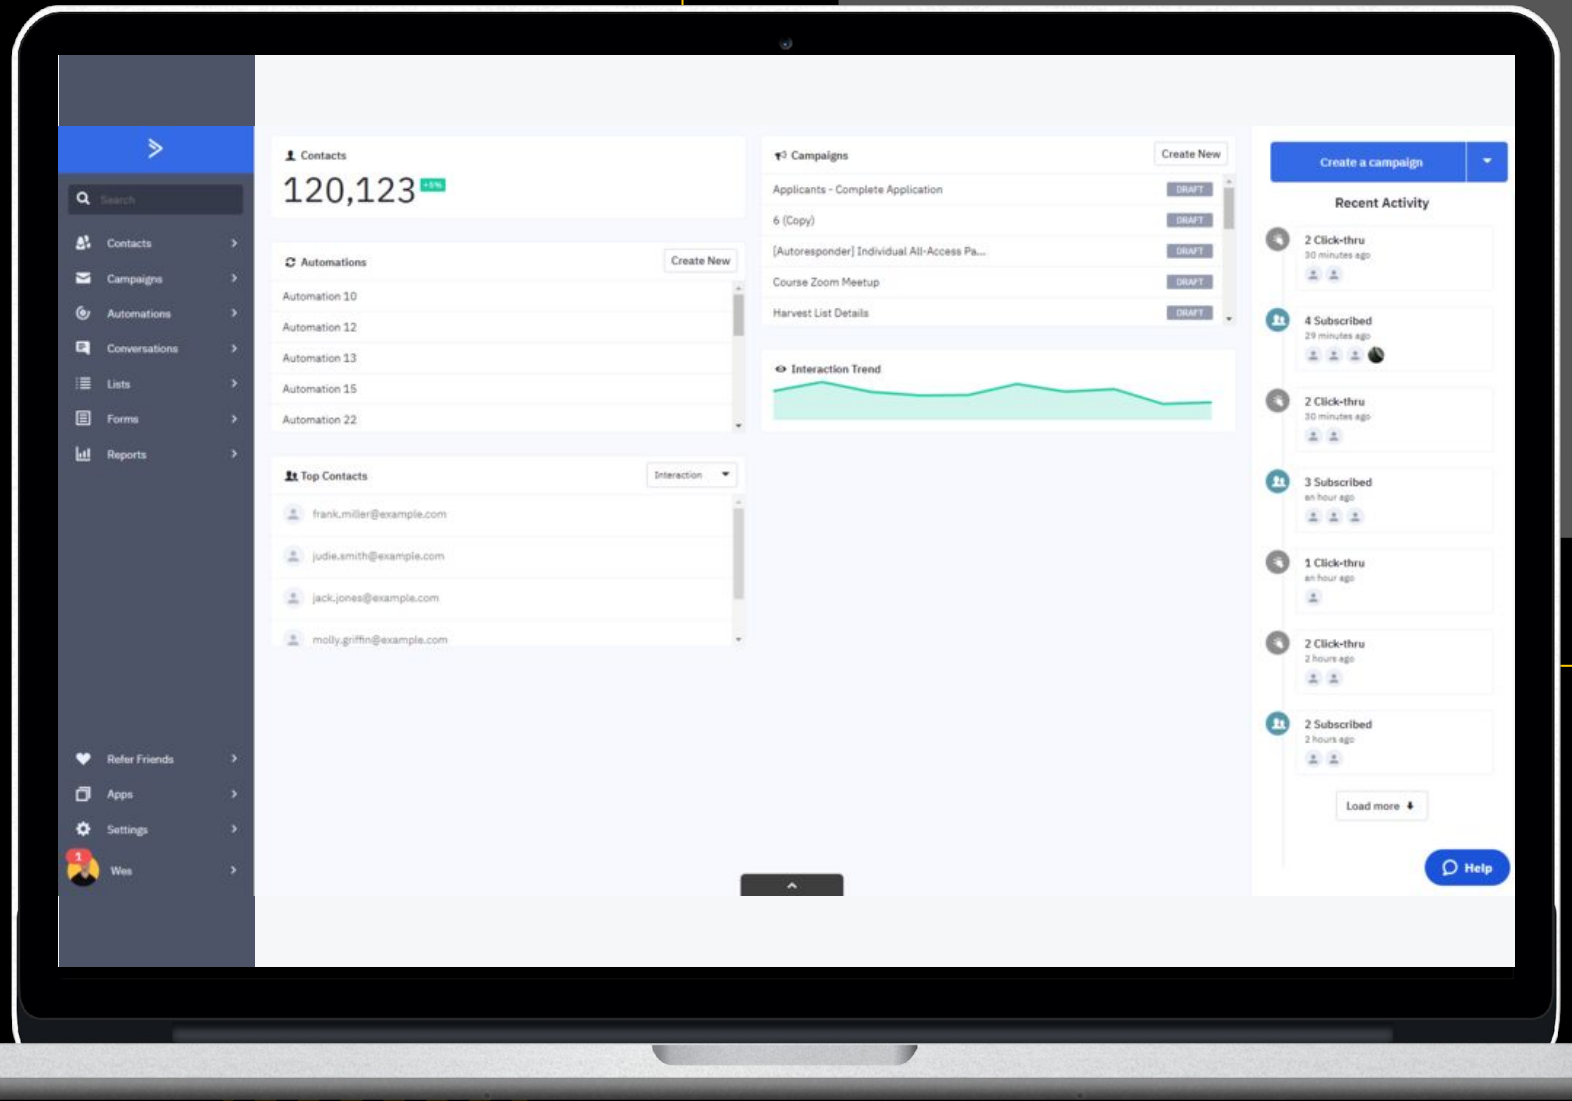 Search
Contacts
Campaigns
Automations
Conversations
Lists
Forms
Reports
Refer Friends
Apps
Settings
1
Wes
Contacts
120,123 +5%
Automations
Create New
Automation 10
Automation 12
Automation 13
Automation 15
Automation 22
Top Contacts
Interaction
frank.miller@example.com
judie.smith@example.com
jack.jones@example.com
molly.griffin@example.com
Campaigns
Create New
Applicants - Complete Application DRAFT
6 (Copy) DRAFT
[Autoresponder] Individual All-Access Pa... DRAFT
Course Zoom Meetup DRAFT
Harvest List Details DRAFT
Interaction Trend
Create a campaign
Recent Activity
2 Click-thru
30 minutes ago
4 Subscribed
29 minutes ago
2 Click-thru
30 minutes ago
3 Subscribed
an hour ago
1 Click-thru
an hour ago
2 Click-thru
2 hours ago
2 Subscribed
2 hours ago
Load more
Help